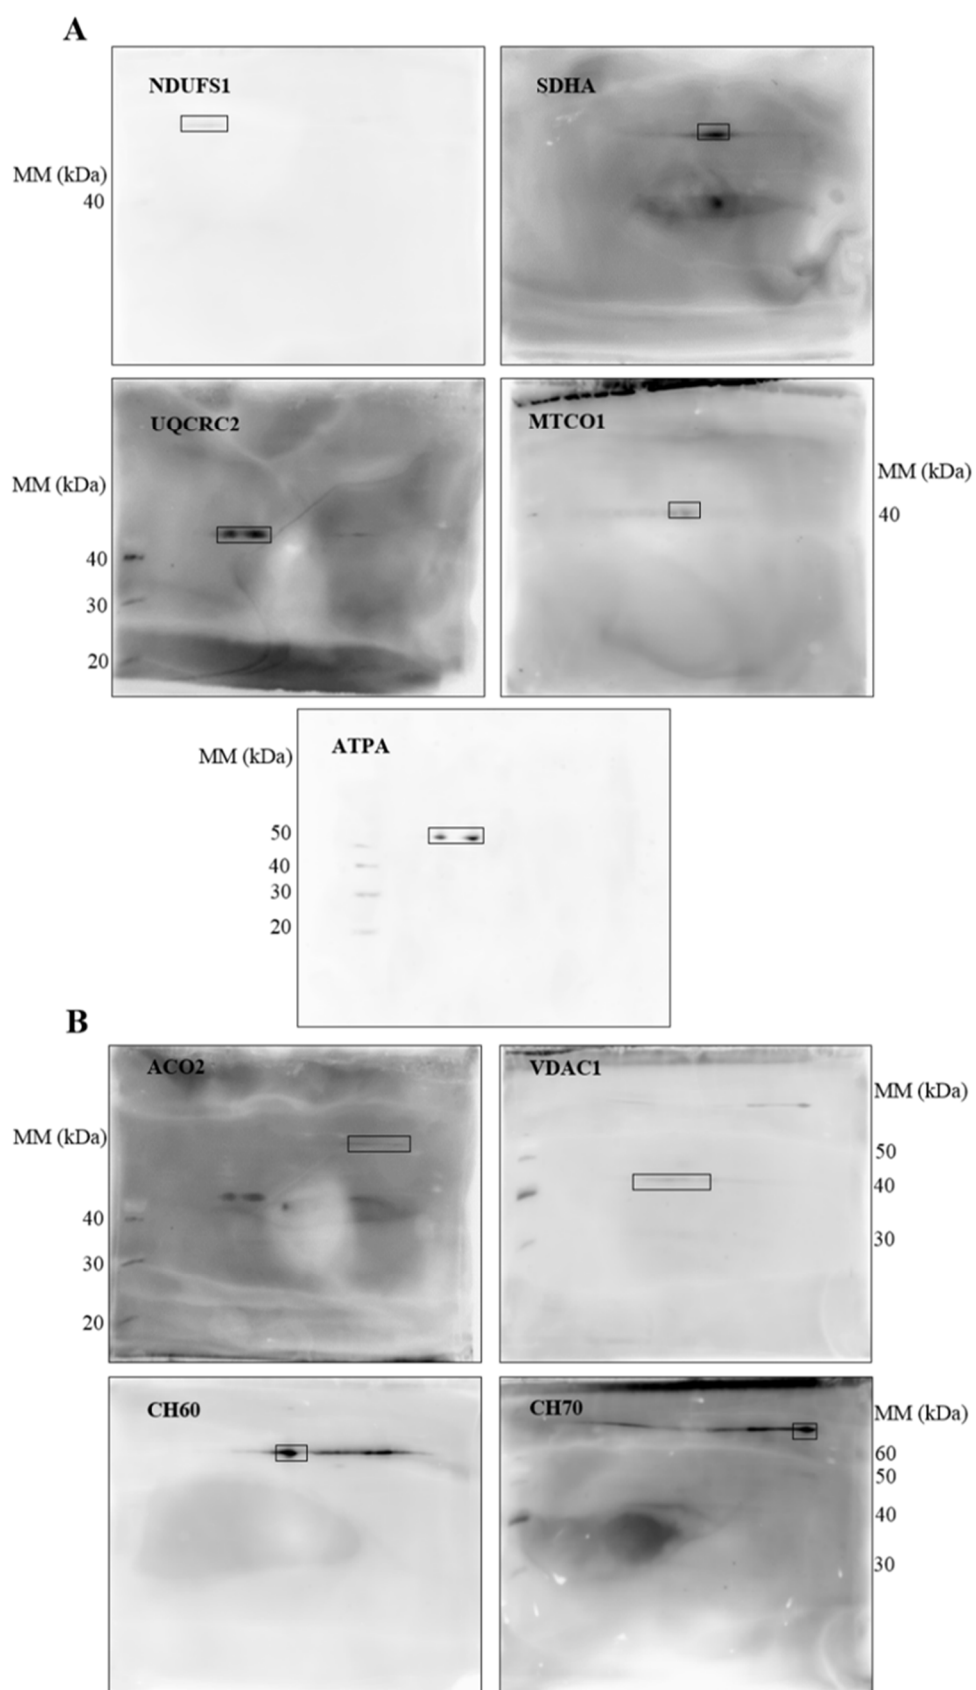 A
NDUFS1
SDHA
MM (kDa)
40
UQCRC2
MTCO1
MM (kDa)
MM (kDa)
40
40
30
20
ATPA
MM (kDa)
50
40
30
20
B
ACO2
VDAC1
MM (kDa)
MM (kDa)
50
40
40
30
30
20
CH60
CH70
MM (kDa)
60
50
40
30